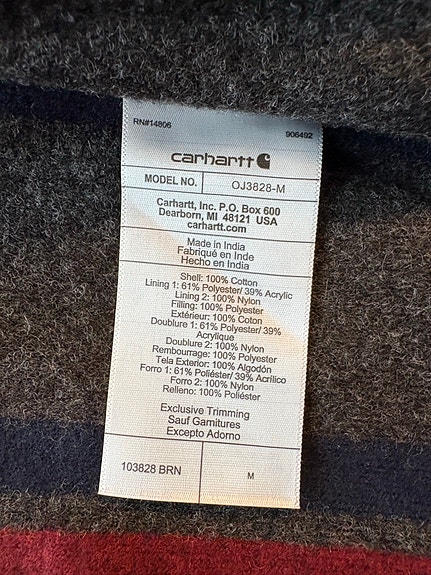 RN#14806
906492
carhartt
MODEL NO. OJ3828-M
Carhartt, Inc. P.O. Box 600
Dearborn, MI 48121 USA
carhartt.com
Made in India
Fabriqué en Inde
Hecho en India
Shell: 100% Cotton
Lining 1: 61% Polyester/ 39% Acrylic
Lining 2: 100% Nylon
Filling: 100% Polyester
Extérieur: 100% Coton
Doublure 1: 61% Polyester/ 39%
Acrylique
Doublure 2: 100% Nylon
Rembourrage: 100% Polyester
Tela Exterior: 100% Algodón
Forro 1: 61% Poliéster/ 39% Acrílico
Forro 2: 100% Nylon
Relleno: 100% Poliéster
Exclusive Trimming
Sauf Garnitures
Excepto Adorno
103828 BRN M